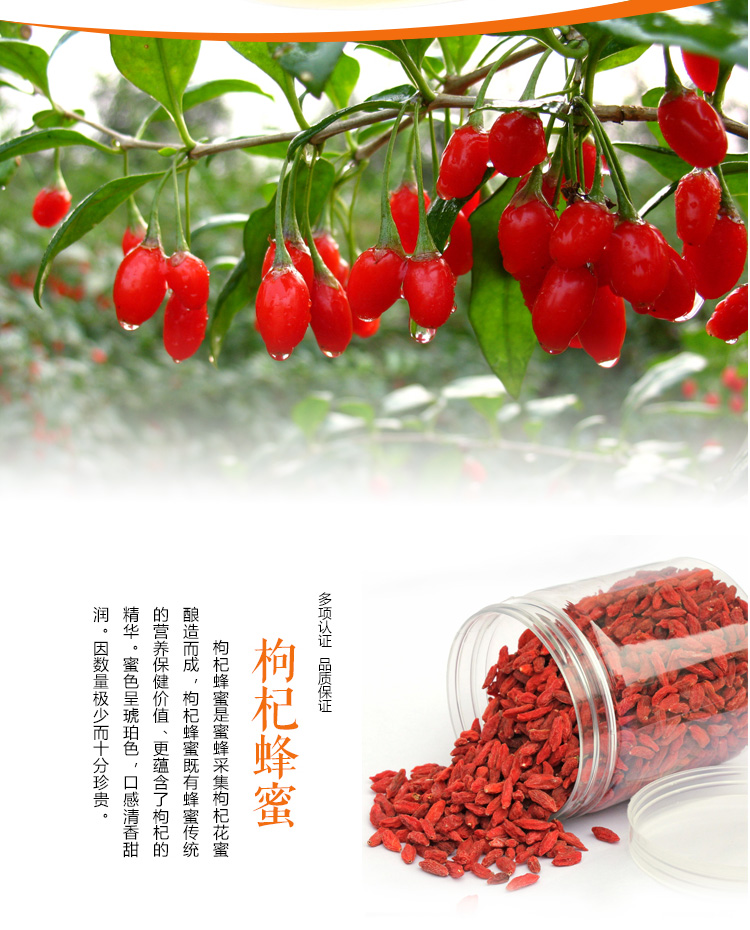 多项认证 品质保证
枸杞蜂蜜
枸杞蜂蜜是蜜蜂采集枸杞花蜜
酿造而成，枸杞蜂蜜既有蜂蜜传统
的营养保健价值、更蕴含了枸杞的
精华。蜜色呈琥珀色，口感清香甜
润。因数量极少而十分珍贵。